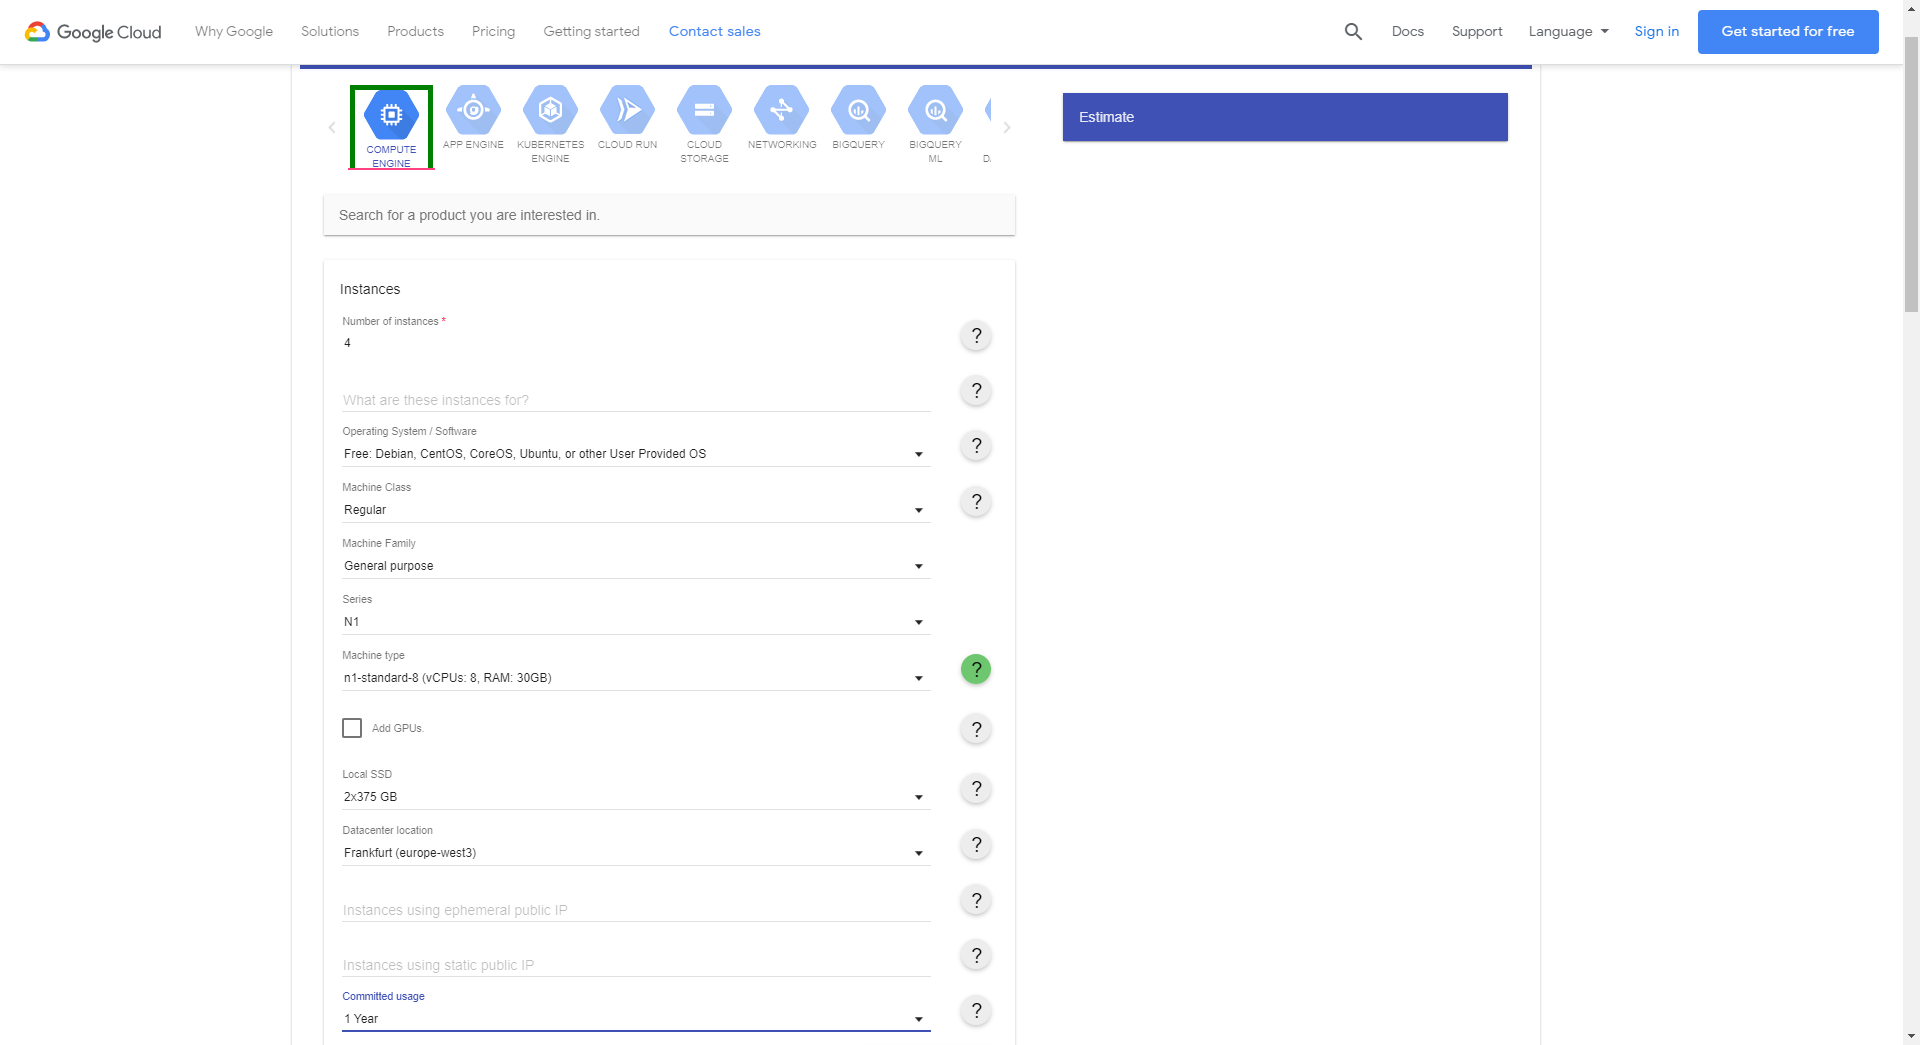 Google Cloud
Why Google
Solutions
Products
Pricing
Getting started
Contact sales
Docs
Support
Language
Sign in
Get started for free
COMPUTE
ENGINE
APP ENGINE
KUBERNETES
ENGINE
CLOUD RUN
CLOUD
STORAGE
NETWORKING
BIGQUERY
BIGQUERY
ML
Estimate
Search for a product you are interested in.
Instances
Number of instances *
4
?
What are these instances for?
?
Operating System / Software
Free: Debian, CentOS, CoreOS, Ubuntu, or other User Provided OS
?
Machine Class
Regular
?
Machine Family
General purpose
Series
N1
Machine type
n1-standard-8 (vCPUs: 8, RAM: 30GB)
?
Add GPUs.
?
Local SSD
2x375 GB
?
Datacenter location
Frankfurt (europe-west3)
?
Instances using ephemeral public IP
?
Instances using static public IP
?
Committed usage
1 Year
?